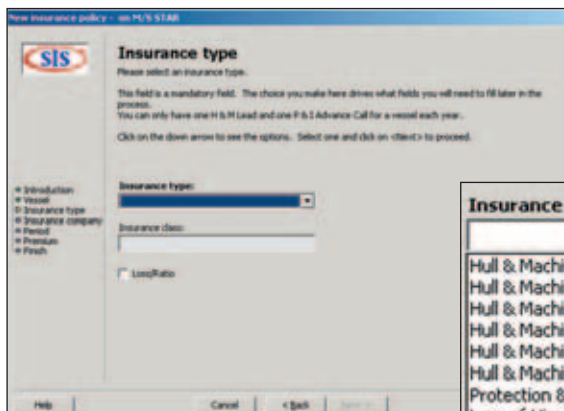 New insurance policy - on M/S STAR
SIS
Insurance type
Please select an insurance type.
This field is a mandatory field. The choice you make here drives what fields you will need to fill later in the
process.
You can only have one H & M Lead and one P & I Advance Call for a vessel each year.
Click on the down arrow to see the options. Select one and click on <Next> to proceed.
Introduction
Vessel
Insurance type
Insurance company
Period
Premium
Finish
Insurance type:
Insurance class:
Loss/Ratio
Help
Cancel
< Back
Insurance
Hull & Machi
Hull & Machi
Hull & Machi
Hull & Machi
Hull & Machi
Hull & Machi
Protection &